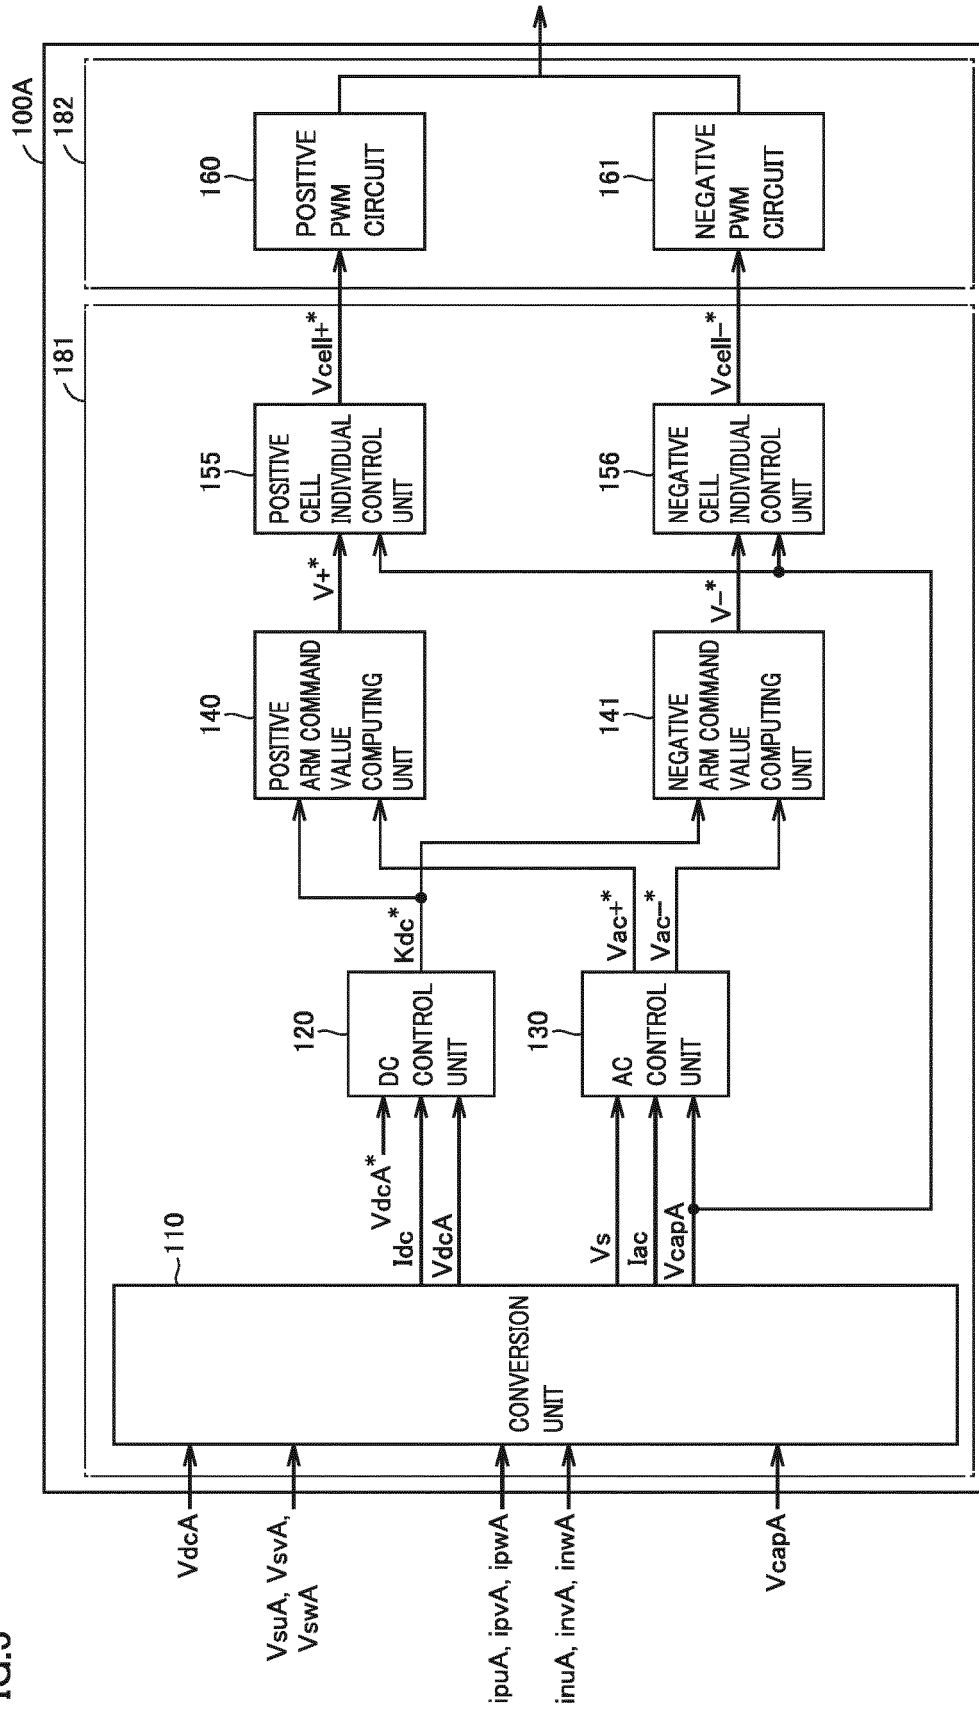 100A
182
181
160
POSITIVE
PWM
CIRCUIT
161
NEGATIVE
PWM
CIRCUIT
Vcell+*
Vcell−*
155
POSITIVE
CELL
INDIVIDUAL
CONTROL
UNIT
156
NEGATIVE
CELL
INDIVIDUAL
CONTROL
UNIT
V+*
V−*
140
POSITIVE
ARM COMMAND
VALUE
COMPUTING
UNIT
141
NEGATIVE
ARM COMMAND
VALUE
COMPUTING
UNIT
Kdc*
Vac+*
Vac−*
120
DC
CONTROL
UNIT
130
AC
CONTROL
UNIT
VdcA*
Idc
VdcA
Vs
Iac
VcapA
110
CONVERSION
UNIT
VdcA
VsuA, VsvA,
VswA
ipuA, ipvA, ipwA
inuA, invA, inwA
VcapA